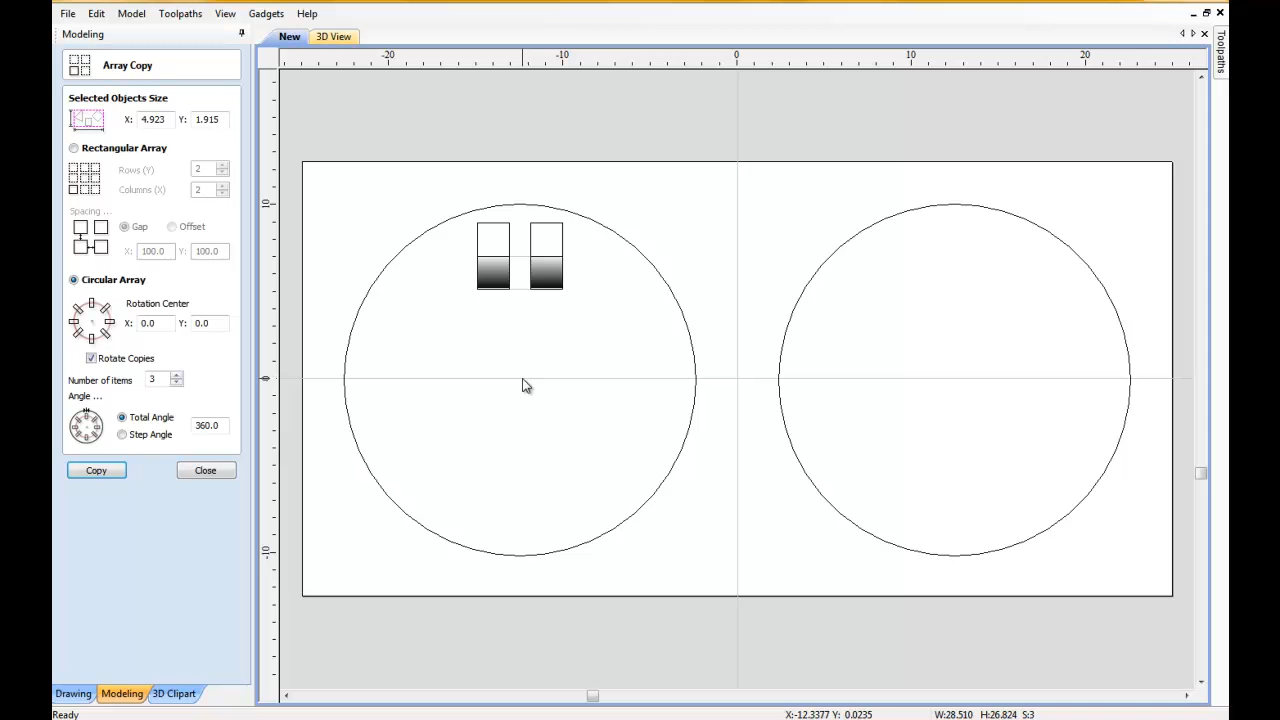 File Edit Model Toolpaths View Gadgets Help
Modeling
New 3D View
Toolpaths
-20 -10 0 10 20
Array Copy
Selected Objects Size
X: 4.923 Y: 1.915
Rectangular Array
Rows (Y) 2
Columns (X) 2
Spacing ...
Gap Offset
X: 100.0 Y: 100.0
Circular Array
Rotation Center
X: 0.0 Y: 0.0
Rotate Copies
Number of items 3
Angle ...
Total Angle 360.0
Step Angle
Copy Close
10
0
-10
Drawing Modeling 3D Clipart
Ready X:-12.3377 Y: 0.0235 W:28.510 H:26.824 S:3